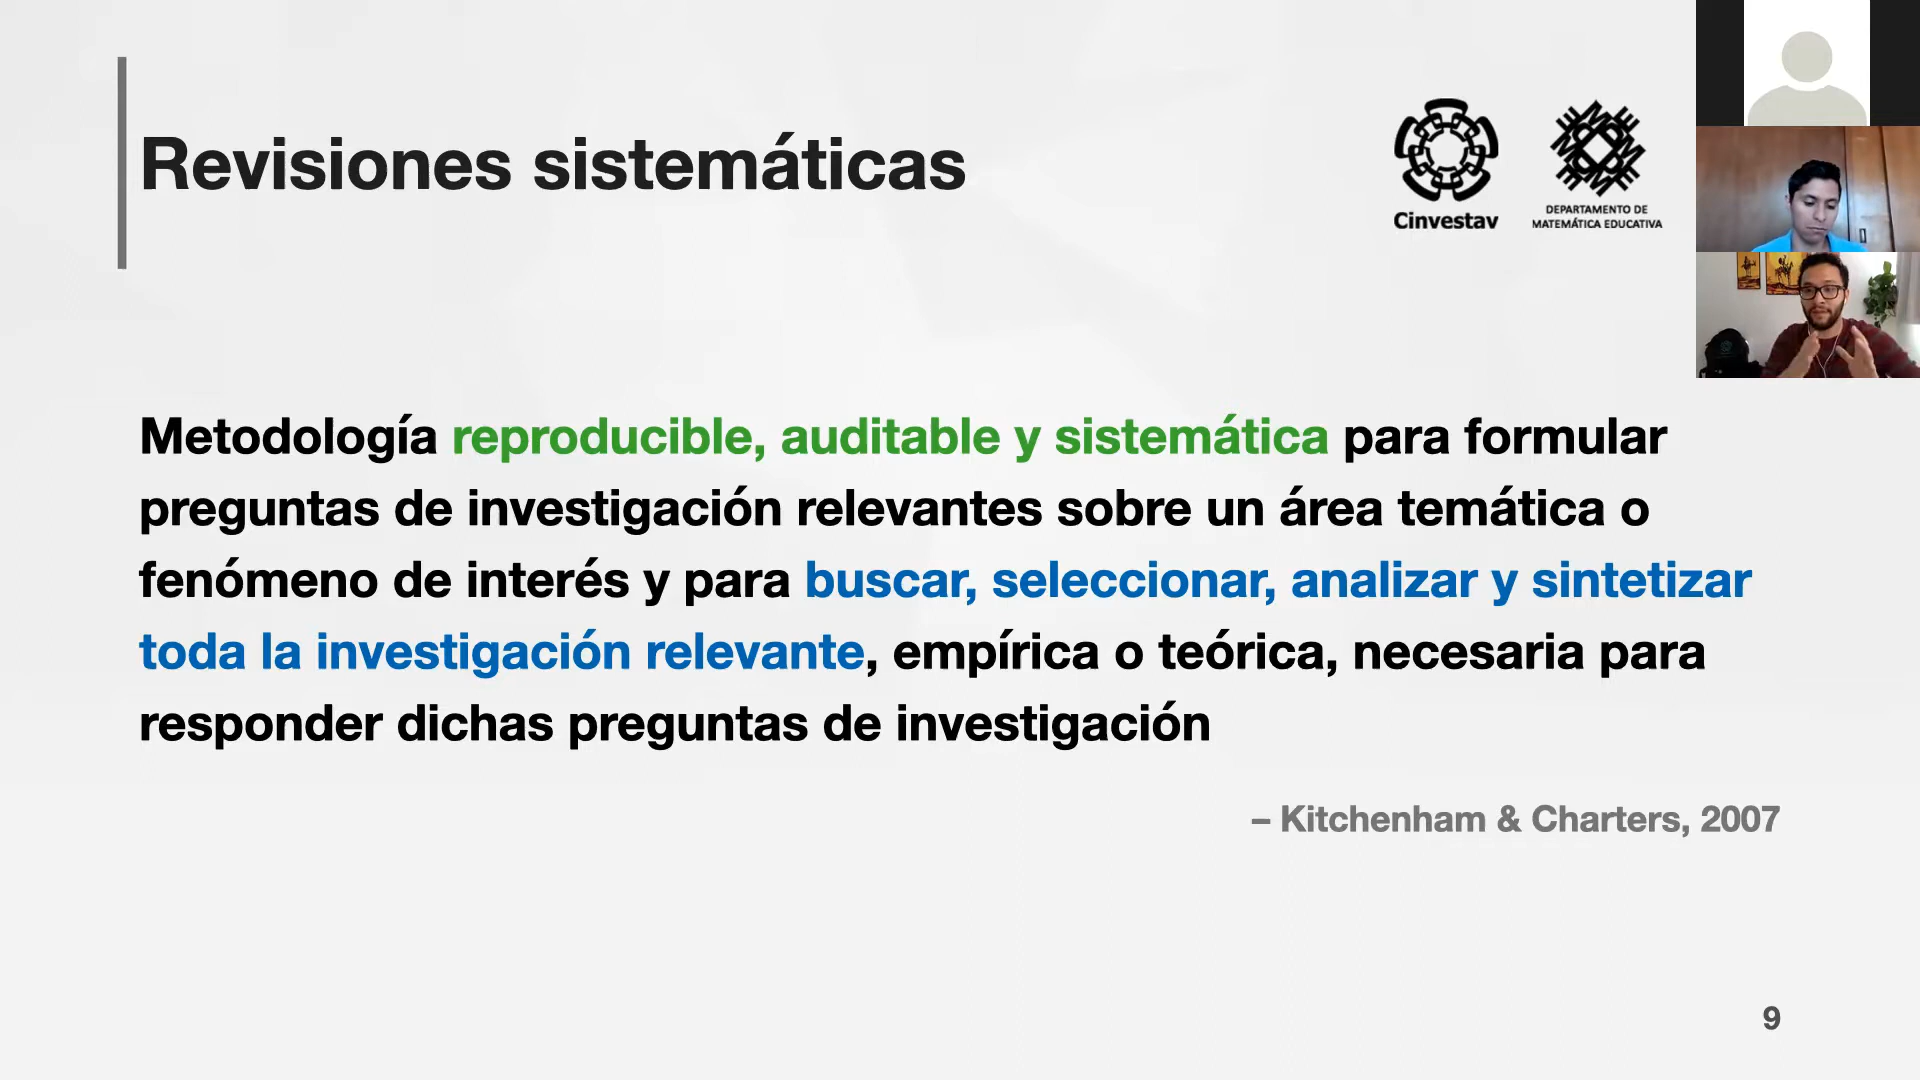 Revisiones sistemáticas
Cinvestav
DEPARTAMENTO DE
MATEMÁTICA EDUCATIVA
Metodología reproducible, auditable y sistemática para formular
preguntas de investigación relevantes sobre un área temática o
fenómeno de interés y para buscar, seleccionar, analizar y sintetizar
toda la investigación relevante, empírica o teórica, necesaria para
responder dichas preguntas de investigación
– Kitchenham & Charters, 2007
9